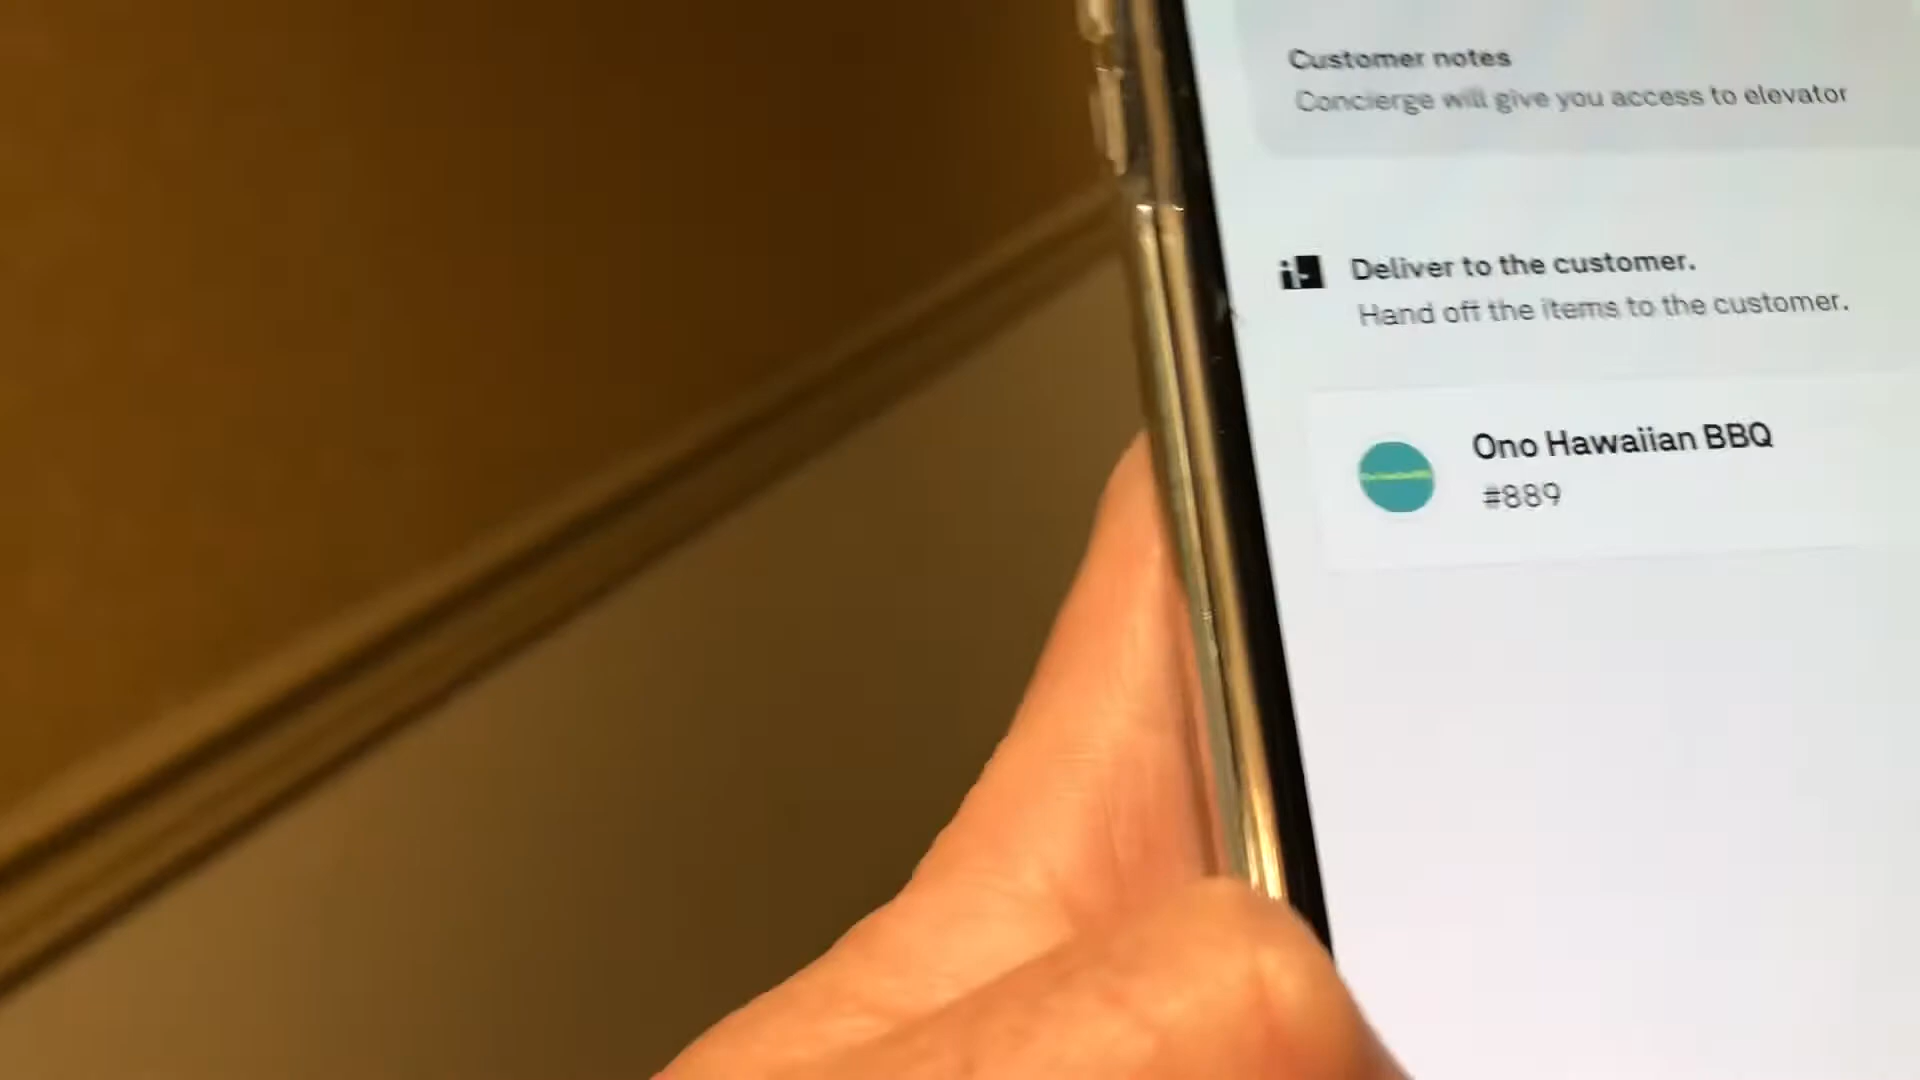 Customer notes
Concierge will give you access to elevator
Deliver to the customer.
Hand off the items to the customer.
Ono Hawaiian BBQ
#889